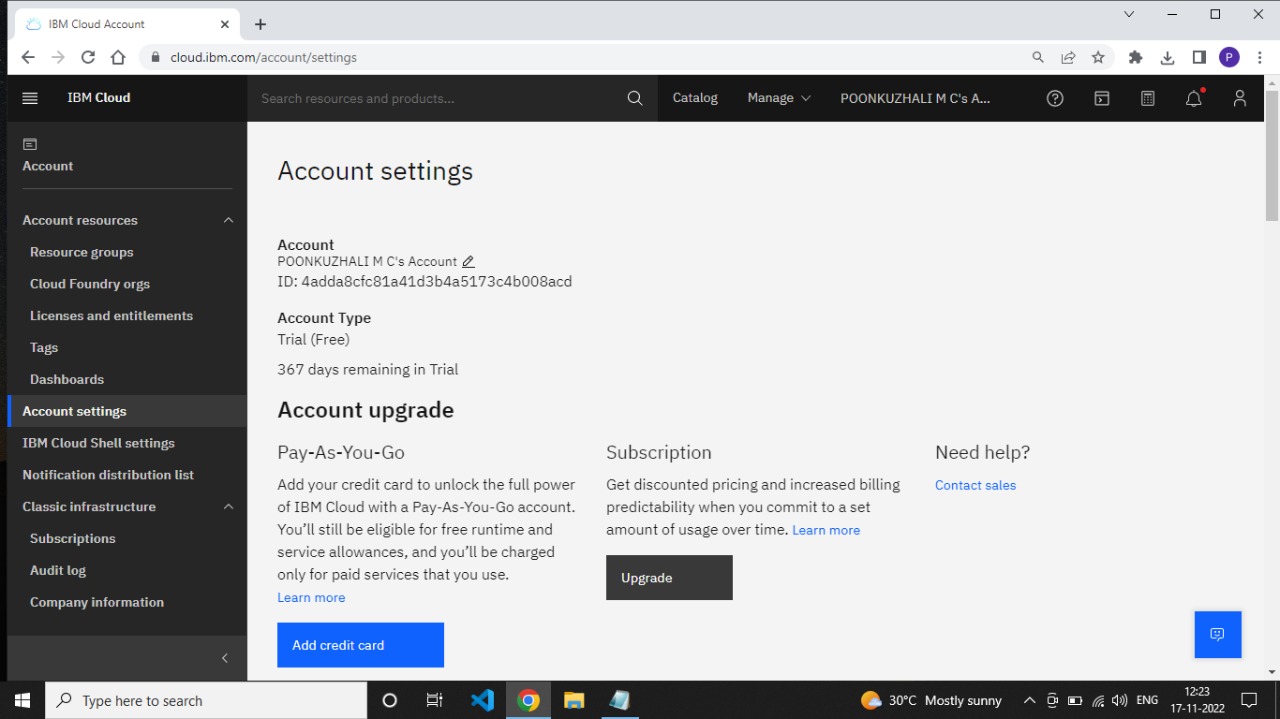 IBM Cloud Account
cloud.ibm.com/account/settings
P
IBM Cloud
Search resources and products...
Catalog
Manage
POONKUZHALI M C's A...
Account
Account resources
Resource groups
Cloud Foundry orgs
Licenses and entitlements
Tags
Dashboards
Account settings
IBM Cloud Shell settings
Notification distribution list
Classic infrastructure
Subscriptions
Audit log
Company information
Account settings
Account
POONKUZHALI M C's Account
ID: 4adda8cfc81a41d3b4a5173c4b008acd
Account Type
Trial (Free)
367 days remaining in Trial
Account upgrade
Pay-As-You-Go
Add your credit card to unlock the full power
of IBM Cloud with a Pay-As-You-Go account.
You’ll still be eligible for free runtime and
service allowances, and you’ll be charged
only for paid services that you use.
Learn more
Add credit card
Subscription
Get discounted pricing and increased billing
predictability when you commit to a set
amount of usage over time. Learn more
Upgrade
Need help?
Contact sales
Type here to search
30°C Mostly sunny
ENG
12:23
17-11-2022